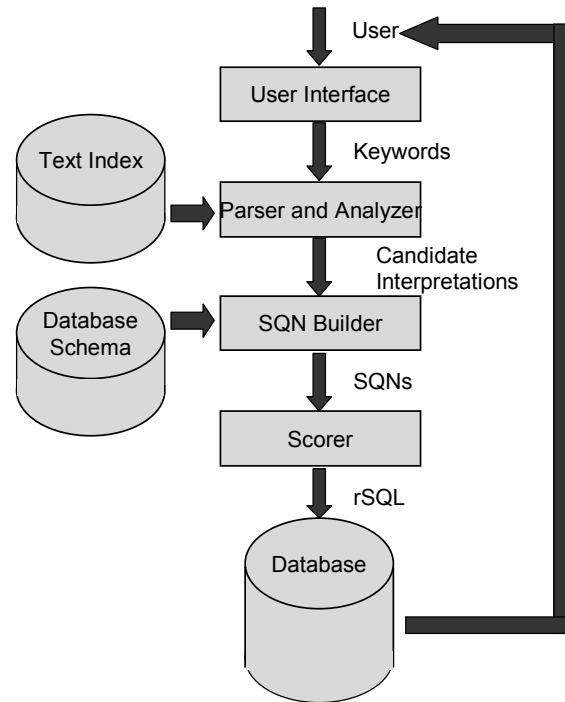 User
User Interface
Keywords
Text Index
Parser and Analyzer
Candidate
Interpretations
Database
Schema
SQN Builder
SQNs
Scorer
rSQL
Database